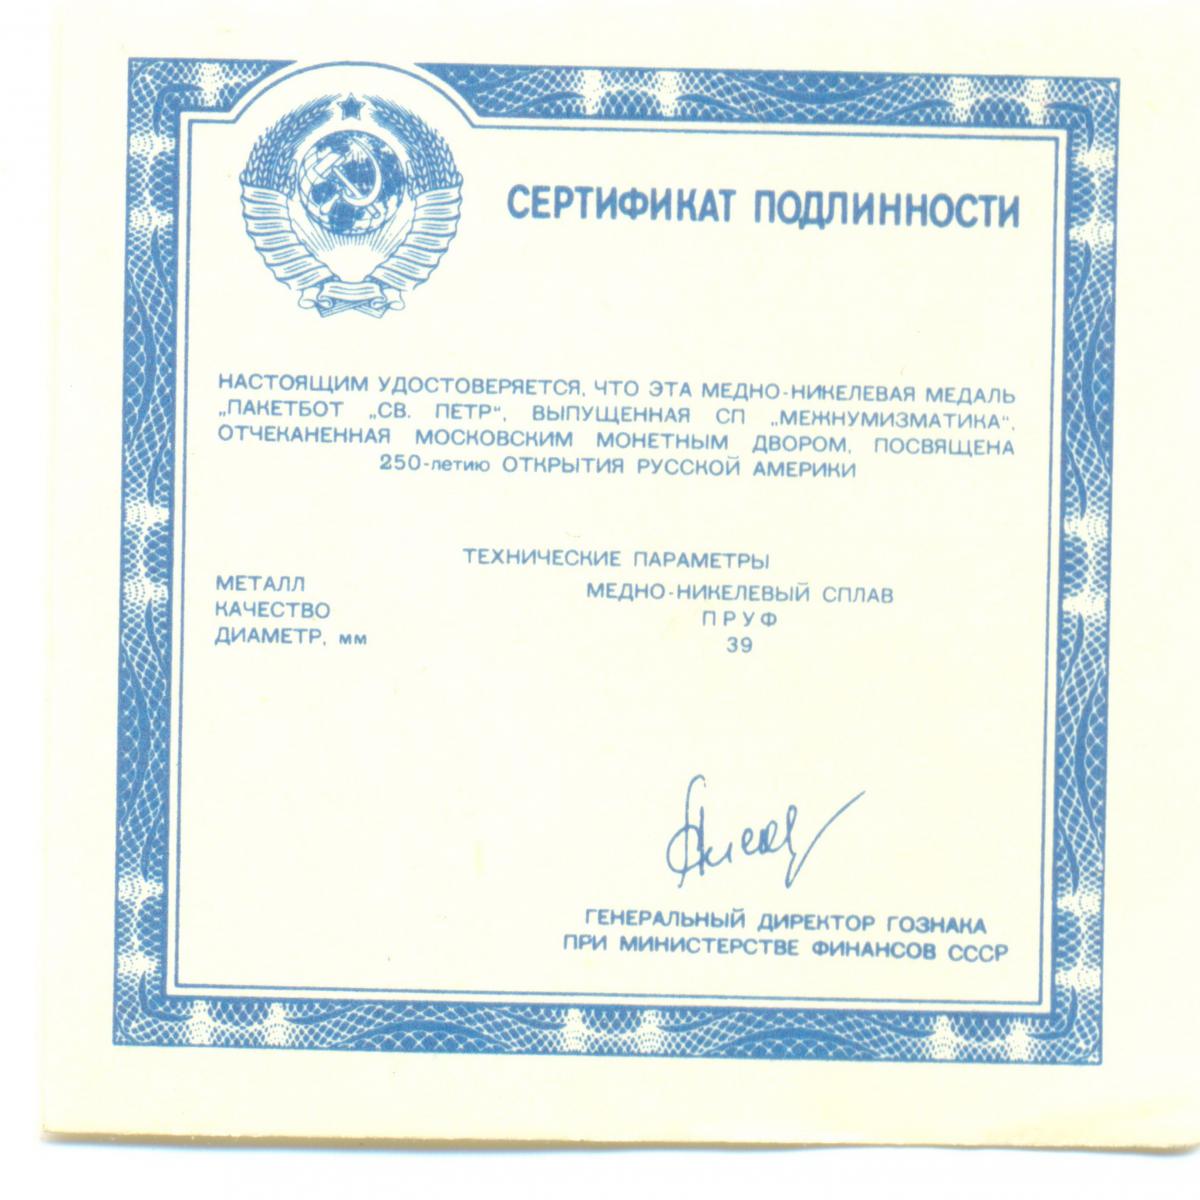 СЕРТИФИКАТ ПОДЛИННОСТИ
НАСТОЯЩИМ УДОСТОВЕРЯЕТСЯ, ЧТО ЭТА МЕДНО-НИКЕЛЕВАЯ МЕДАЛЬ
„ПАКЕТБОТ „СВ. ПЕТР“, ВЫПУЩЕННАЯ СП „МЕЖНУМИЗМАТИКА“,
ОТЧЕКАНЕННАЯ МОСКОВСКИМ МОНЕТНЫМ ДВОРОМ, ПОСВЯЩЕНА
250-летию ОТКРЫТИЯ РУССКОЙ АМЕРИКИ
ТЕХНИЧЕСКИЕ ПАРАМЕТРЫ
МЕТАЛЛ МЕДНО-НИКЕЛЕВЫЙ СПЛАВ
КАЧЕСТВО ПРУФ
ДИАМЕТР, мм 39
ГЕНЕРАЛЬНЫЙ ДИРЕКТОР ГОЗНАКА
ПРИ МИНИСТЕРСТВЕ ФИНАНСОВ СССР